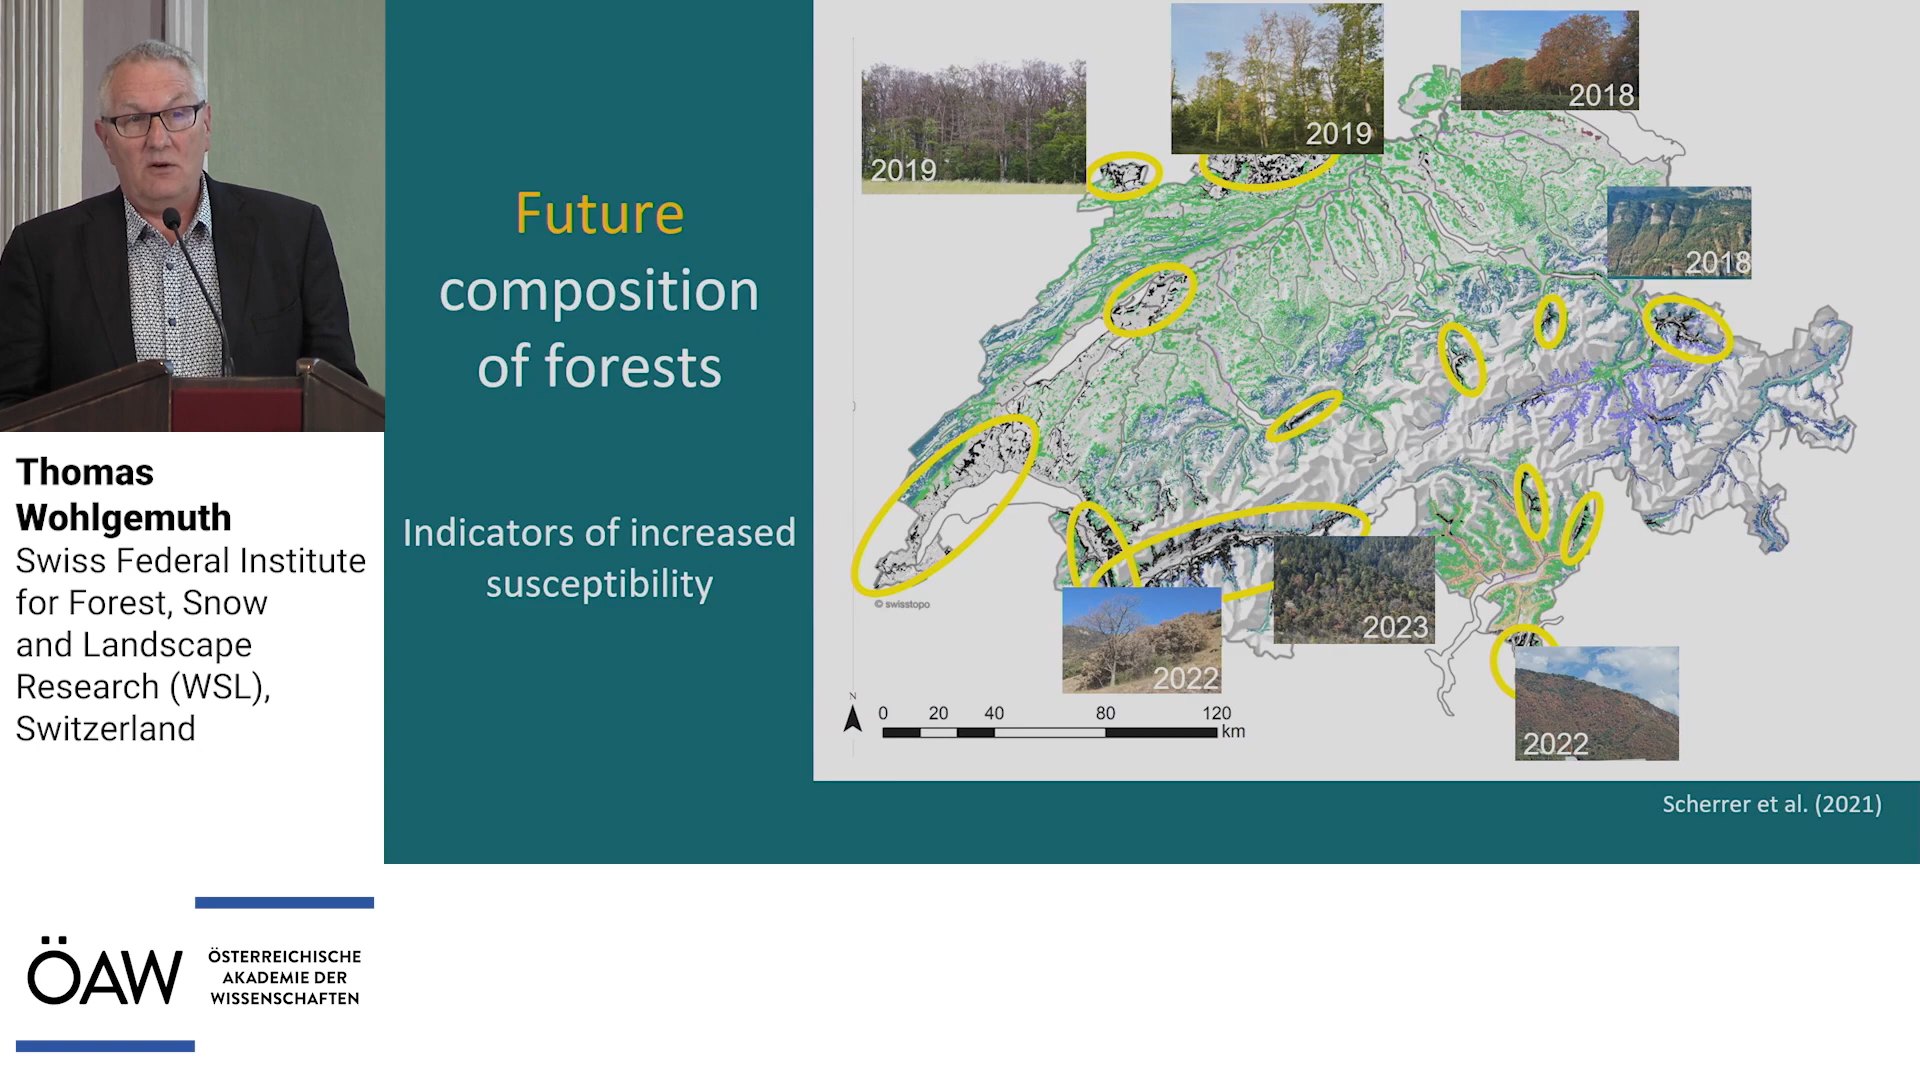 Thomas
Wohlgemuth
Swiss Federal Institute
for Forest, Snow
and Landscape
Research (WSL),
Switzerland
ÖAW
ÖSTERREICHISCHE
AKADEMIE DER
WISSENSCHAFTEN
Future
composition
of forests
Indicators of increased
susceptibility
2019
2019
2018
2018
2022
2023
2022
© swisstopo
N
0 20 40 80 120
km
Scherrer et al. (2021)